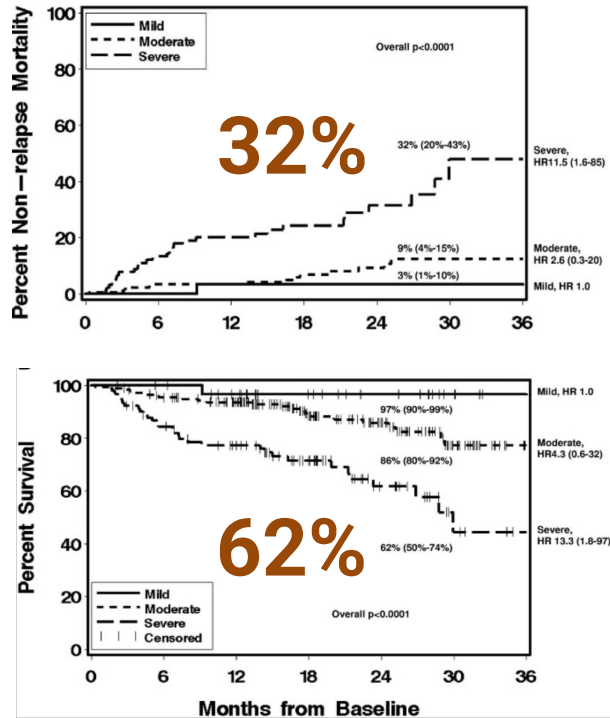 Percent Non-relapse Mortality
100
80
60
40
20
0
Mild
Moderate
Severe
Overall p<0.0001
32%
32% (20%-43%)
Severe,
HR11.5 (1.6-85)
9% (4%-15%)
Moderate,
HR 2.6 (0.3-20)
3% (1%-10%)
Mild, HR 1.0
0 6 12 18 24 30 36
Percent Survival
100
80
60
40
20
0
Mild, HR 1.0
97% (90%-99%)
Moderate,
HR4.3 (0.6-32)
86% (80%-92%)
62%
Severe,
HR 13.3 (1.8-97)
62% (50%-74%)
Mild
Moderate
Severe
Censored
Overall p<0.0001
0 6 12 18 24 30 36
Months from Baseline